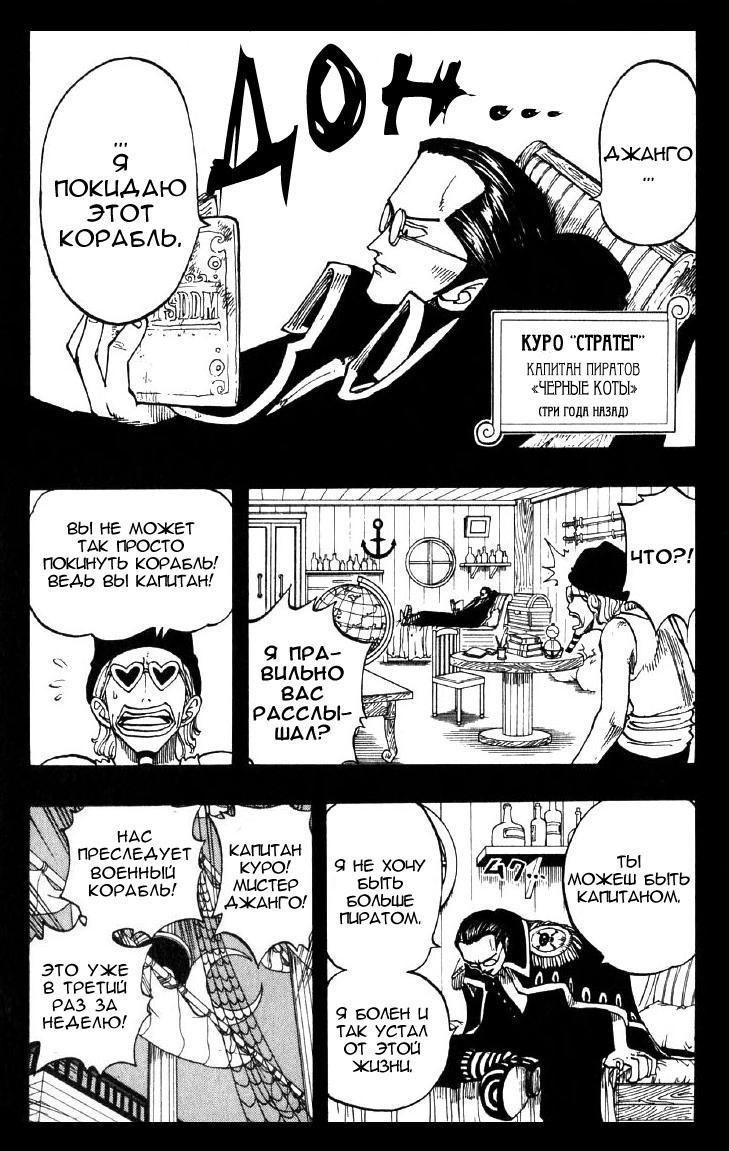 ДЖАНГО
...
ДОН...
...
Я
ПОКИДАЮ
ЭТОТ
КОРАБЛЬ.
КУРО "СТРАТЕГ"
КАПИТАН ПИРАТОВ
«ЧЕРНЫЕ КОТЫ»
(ТРИ ГОДА НАЗАД)
ЧТО?!
Я ПРА-
ВИЛЬНО
ВАС
РАССЛЫ-
ШАЛ?
ВЫ НЕ МОЖЕТ
ТАК ПРОСТО
ПОКИНУТЬ КОРАБЛЬ!
ВЕДЬ ВЫ КАПИТАН!
ТЫ
МОЖЕШ БЫТЬ
КАПИТАНОМ.
Я НЕ ХОЧУ
БЫТЬ
БОЛЬШЕ
ПИРАТОМ.
Я БОЛЕН И
ТАК УСТАЛ
ОТ ЭТОЙ
ЖИЗНИ.
КАПИТАН
КУРО!
МИСТЕР
ДЖАНГО!
НАС
ПРЕСЛЕДУЕТ
ВОЕННЫЙ
КОРАБЛЬ!
ЭТО УЖЕ
В ТРЕТИЙ
РАЗ ЗА
НЕДЕЛЮ!